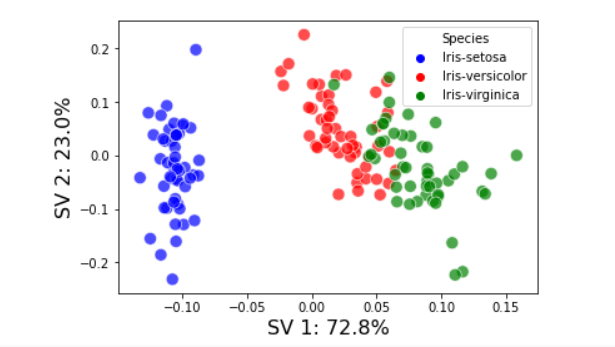 Species
Iris-setosa
Iris-versicolor
Iris-virginica
0.2
0.1
0.0
−0.1
−0.2
SV 2: 23.0%
−0.10
−0.05
0.00
0.05
0.10
0.15
SV 1: 72.8%